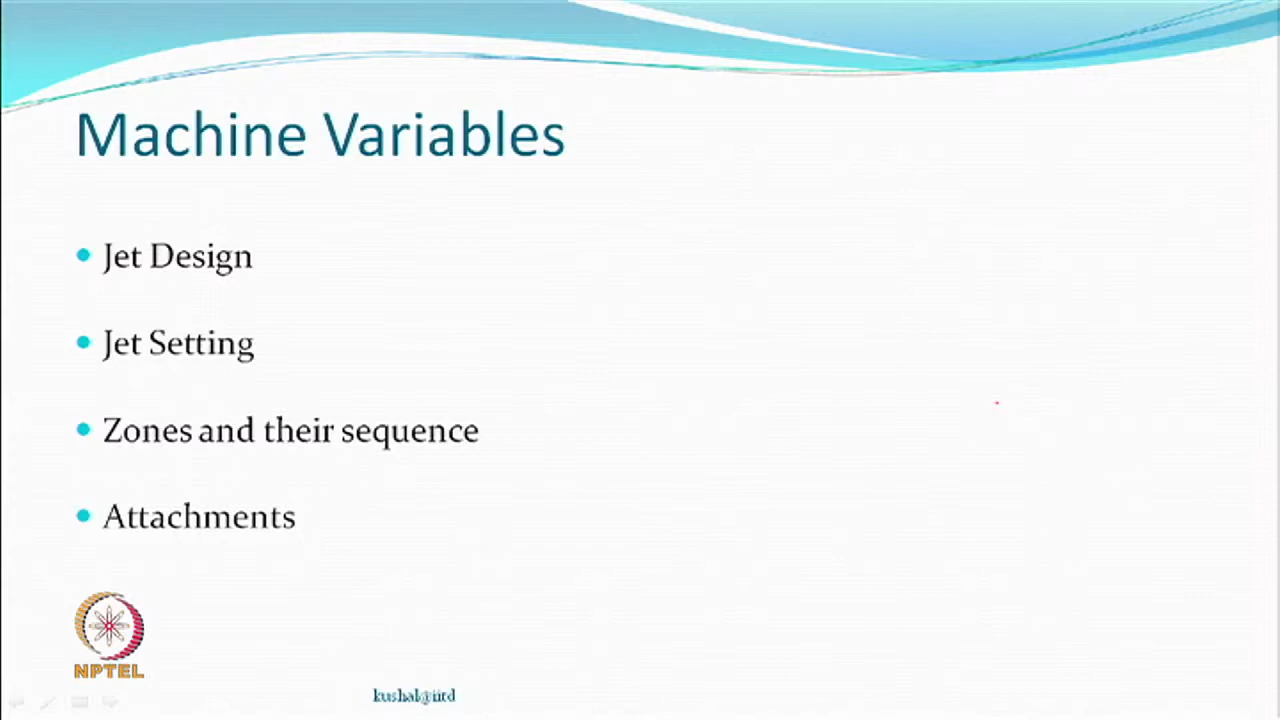 Machine Variables
Jet Design
Jet Setting
Zones and their sequence
Attachments
NPTEL
kushal@iitd